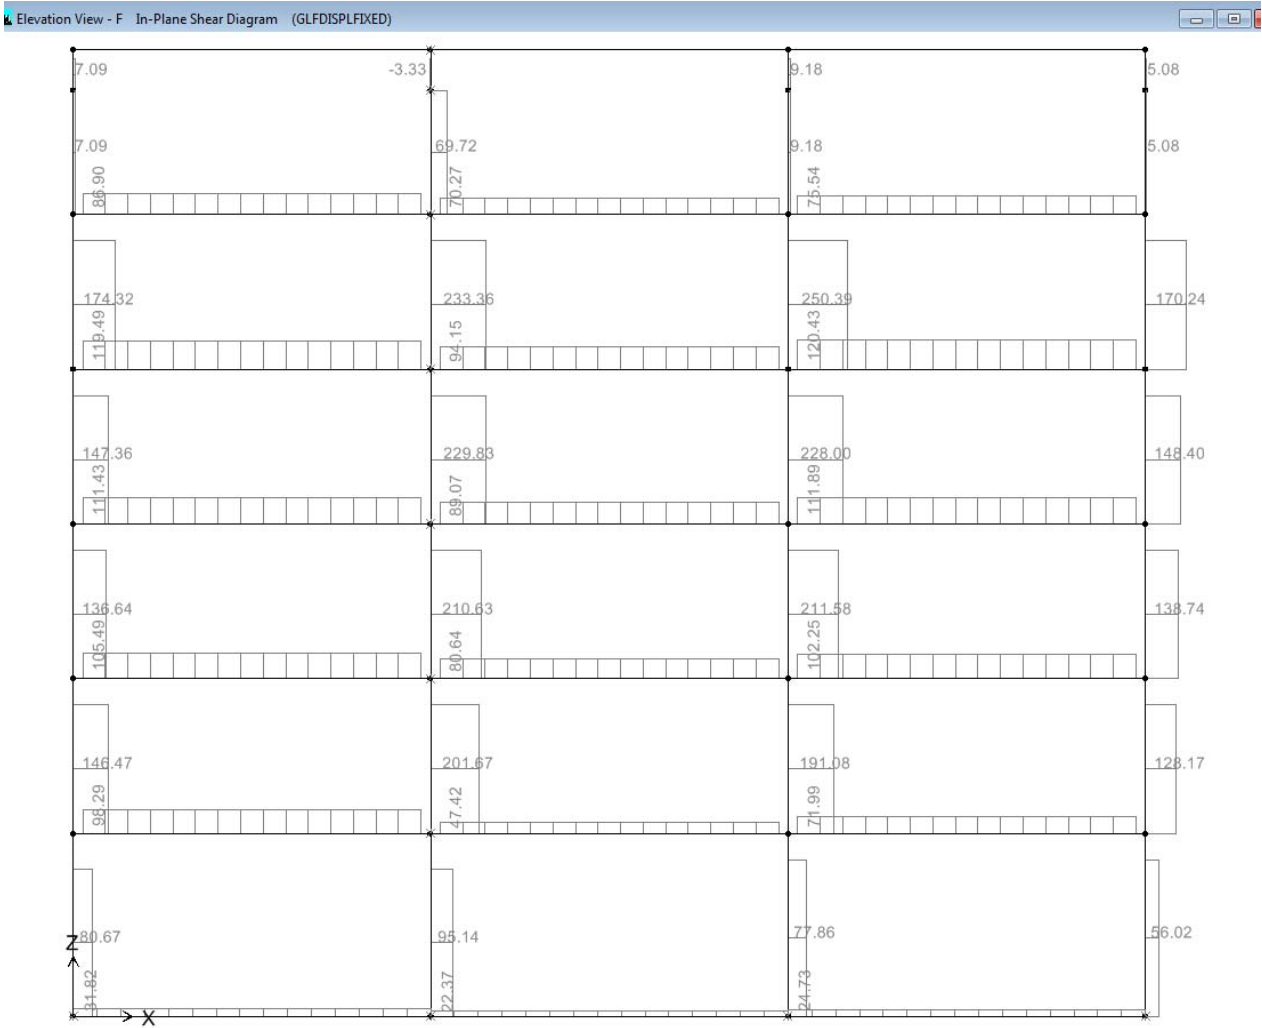 Elevation View - F In-Plane Shear Diagram (GLFDISPLFIXED)
7.09 -3.33 9.18 5.08
7.09 69.72 9.18 5.08
86.90 70.27 75.54
174.32 233.36 250.39 170.24
119.49 94.15 120.43
147.36 229.83 228.00 148.40
111.43 89.07 111.89
136.64 210.63 211.58 138.74
105.49 80.64 102.25
146.47 201.67 191.08 128.17
98.29 47.42 71.99
Z 80.67 95.14 77.86 56.02
31.82 22.37 24.73
X